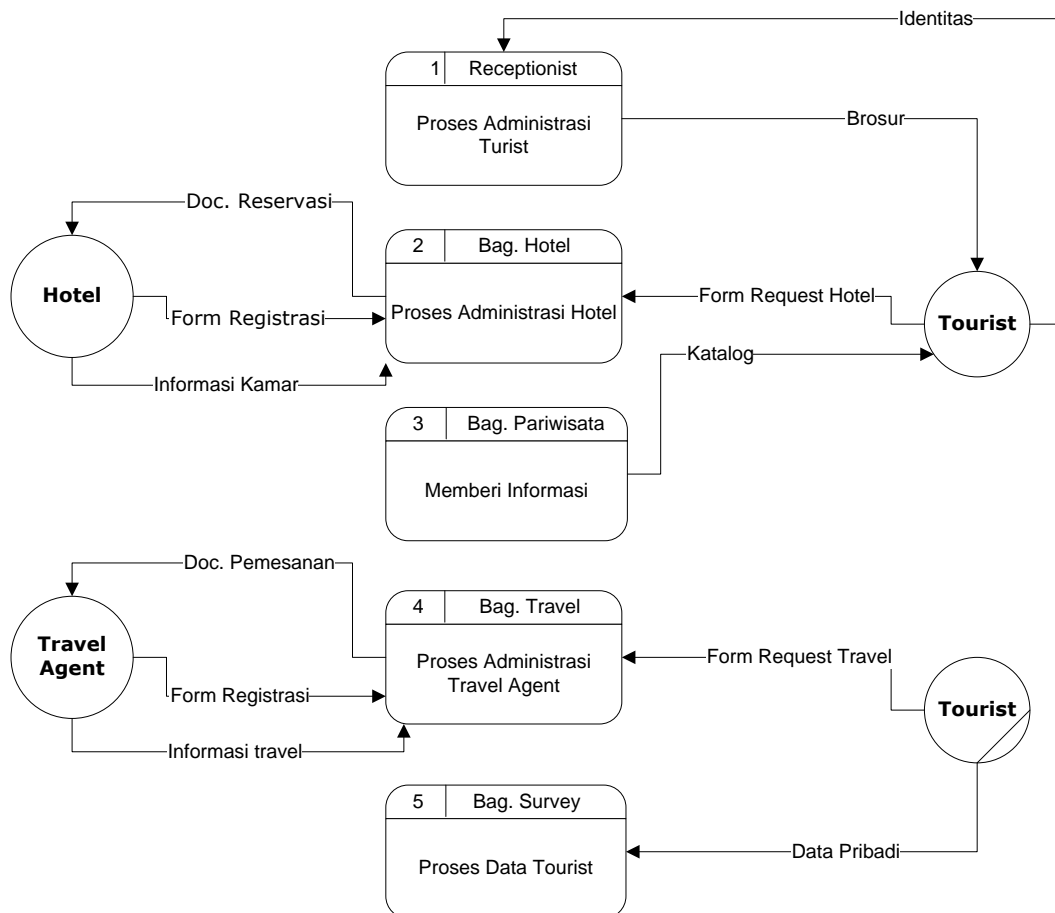 Identitas
1 Receptionist
Proses Administrasi
Turist
Brosur
Doc. Reservasi
2 Bag. Hotel
Hotel
Proses Administrasi Hotel
Form Request Hotel
Form Registrasi
Tourist
Katalog
Informasi Kamar
3 Bag. Pariwisata
Memberi Informasi
Doc. Pemesanan
4 Bag. Travel
Travel
Agent
Proses Administrasi
Travel Agent
Form Request Travel
Form Registrasi
Tourist
Informasi travel
5 Bag. Survey
Proses Data Tourist
Data Pribadi